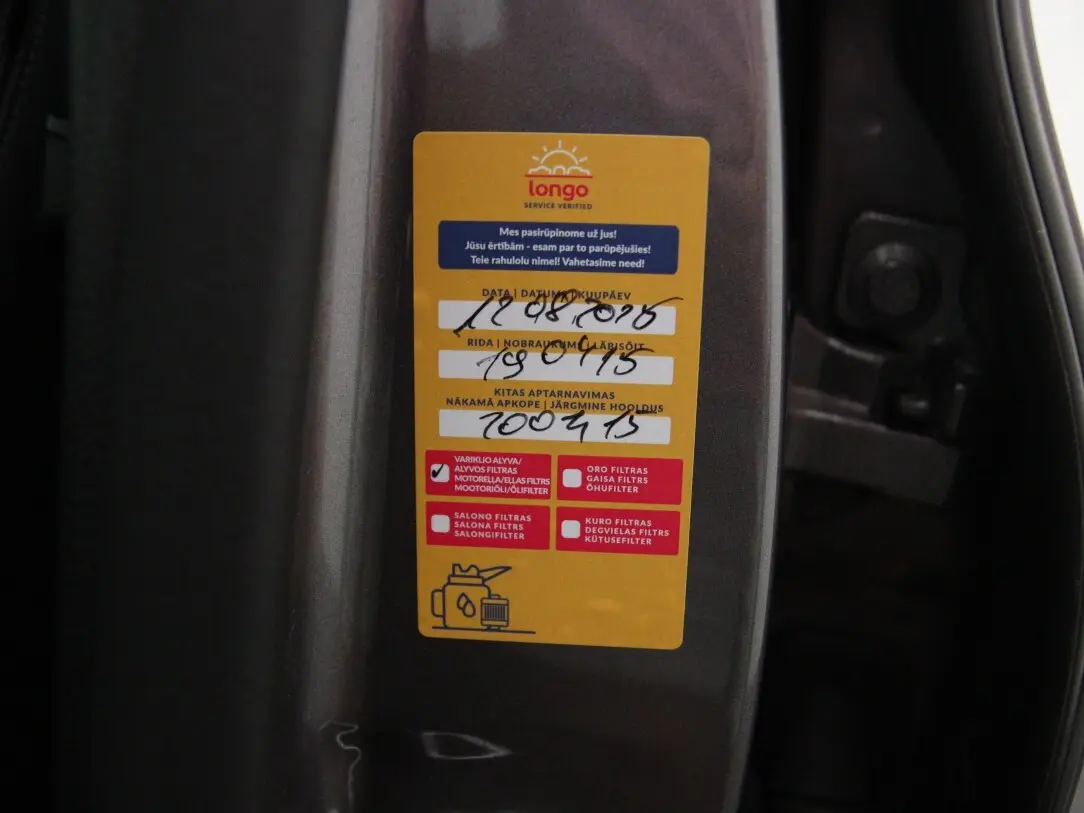 longo
SERVICE VERIFIED
Mes pasirūpinome už jus!
Jūsu ērtībām - esam par to parūpējušies!
Teie rahulolu nimel! Vahetasime need!
DATA | DATUMS | KUUPÄEV
12 08.2025
RIDA | NOBRAUKUMS | LÄBISÕIT
190415
KITAS APTARNAVIMAS
NĀKAMĀ APKOPE | JÄRGMINE HOOLDUS
200415
VARIKLIO ALYVA/
ALYVOS FILTRAS
MOTOREĻĻA/EĻĻAS FILTRS
MOOTORIÕLI/ÕLIFILTER
ORO FILTRAS
GAISA FILTRS
ÕHUFILTER
SALONO FILTRAS
SALONA FILTRS
SALONGIFILTER
KURO FILTRAS
DEGVIELAS FILTRS
KÜTUSEFILTER